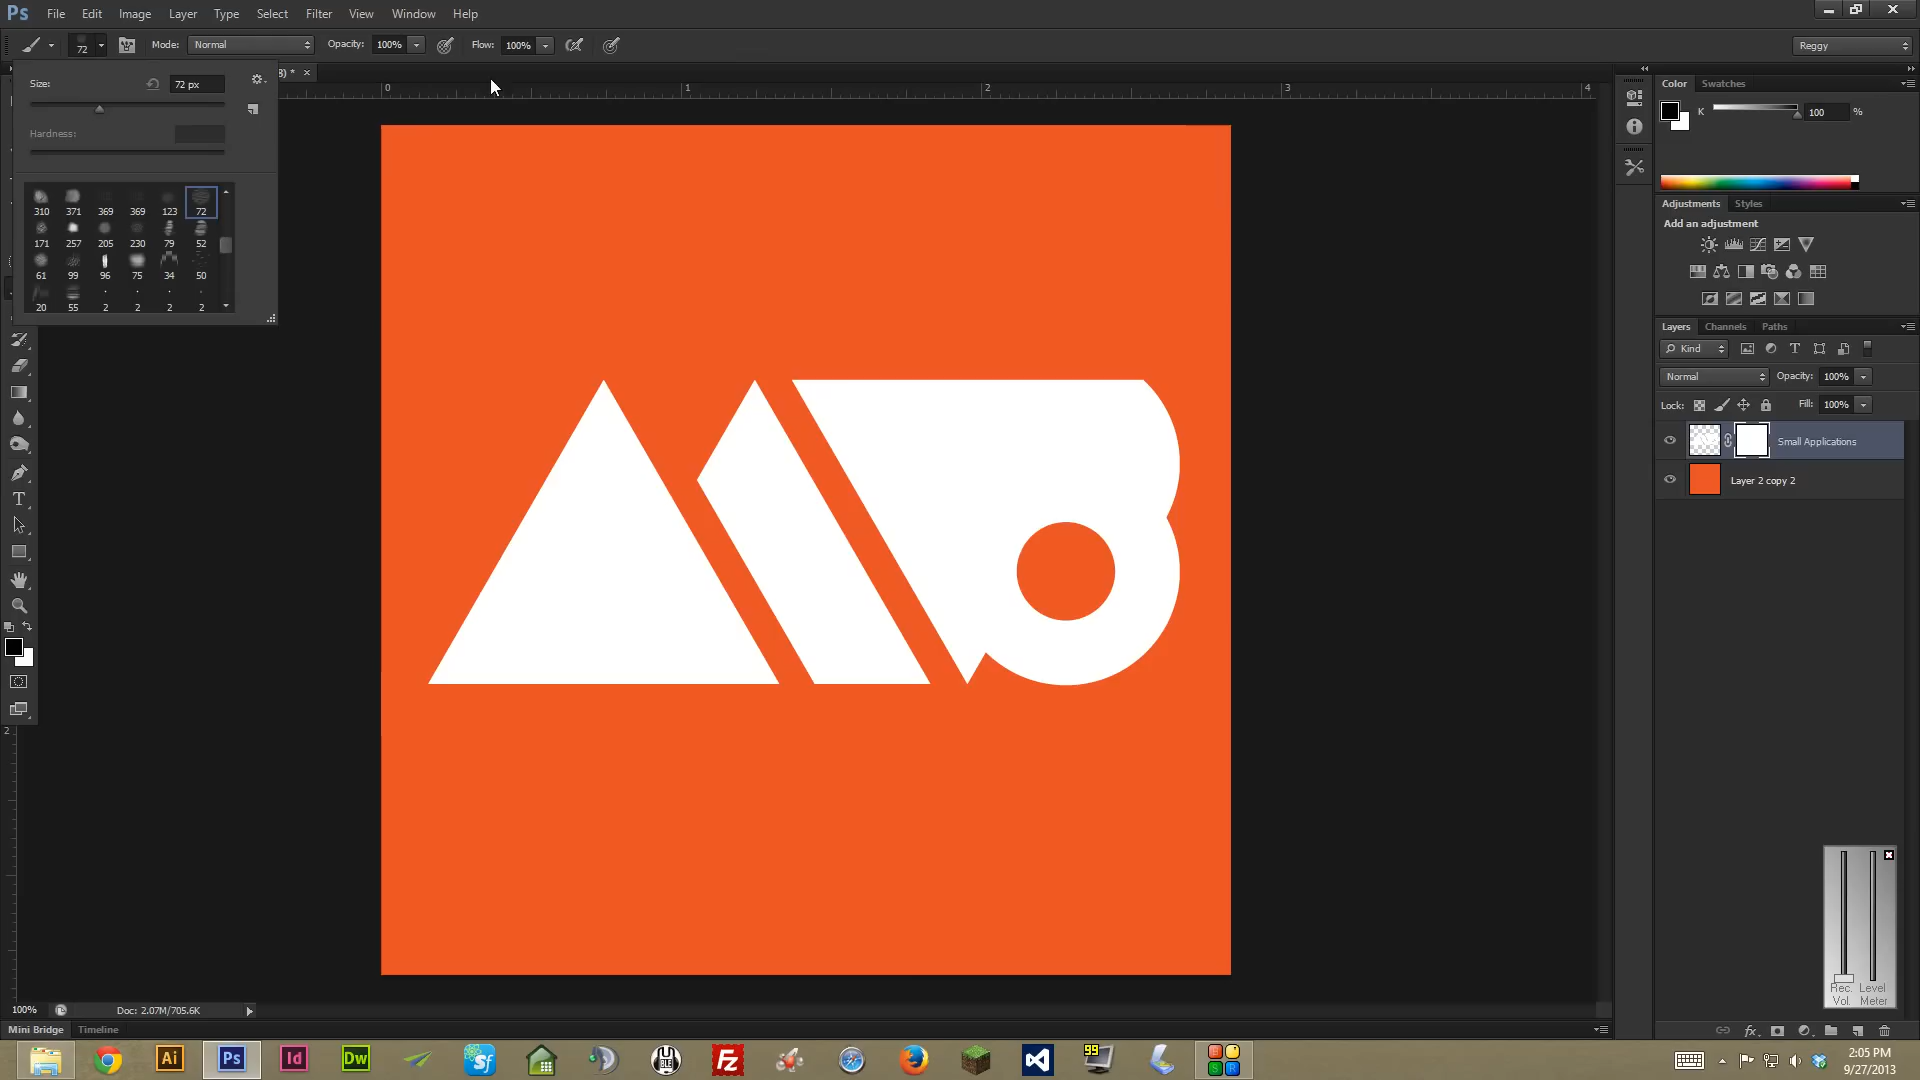 Ps File Edit Image Layer Type Select Filter View Window Help
72 Mode: Normal Opacity: 100% Flow: 100% Reggy
Size: 72 px
Hardness:
310 371 369 369 123 72
171 257 205 230 79 52
61 99 96 75 34 50
20 55 2 2 2 2
) * ×
0 1 2 3 4
2
Color Swatches
K 100 %
Adjustments Styles
Add an adjustment
Layers Channels Paths
Kind
Normal Opacity: 100%
Lock: Fill: 100%
Small Applications
Layer 2 copy 2
Rec. Level
Vol. Meter
100% Doc: 2.07M/705.6K
Mini Bridge Timeline
Ai Ps Id Dw Sf Fz 99
2:05 PM
9/27/2013